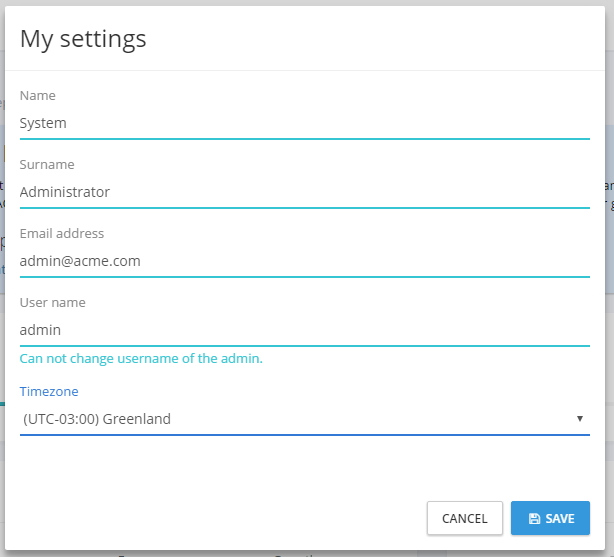 My settings
Name
System
Surname
Administrator
Email address
admin@acme.com
User name
admin
Can not change username of the admin.
Timezone
(UTC-03:00) Greenland
CANCEL
SAVE